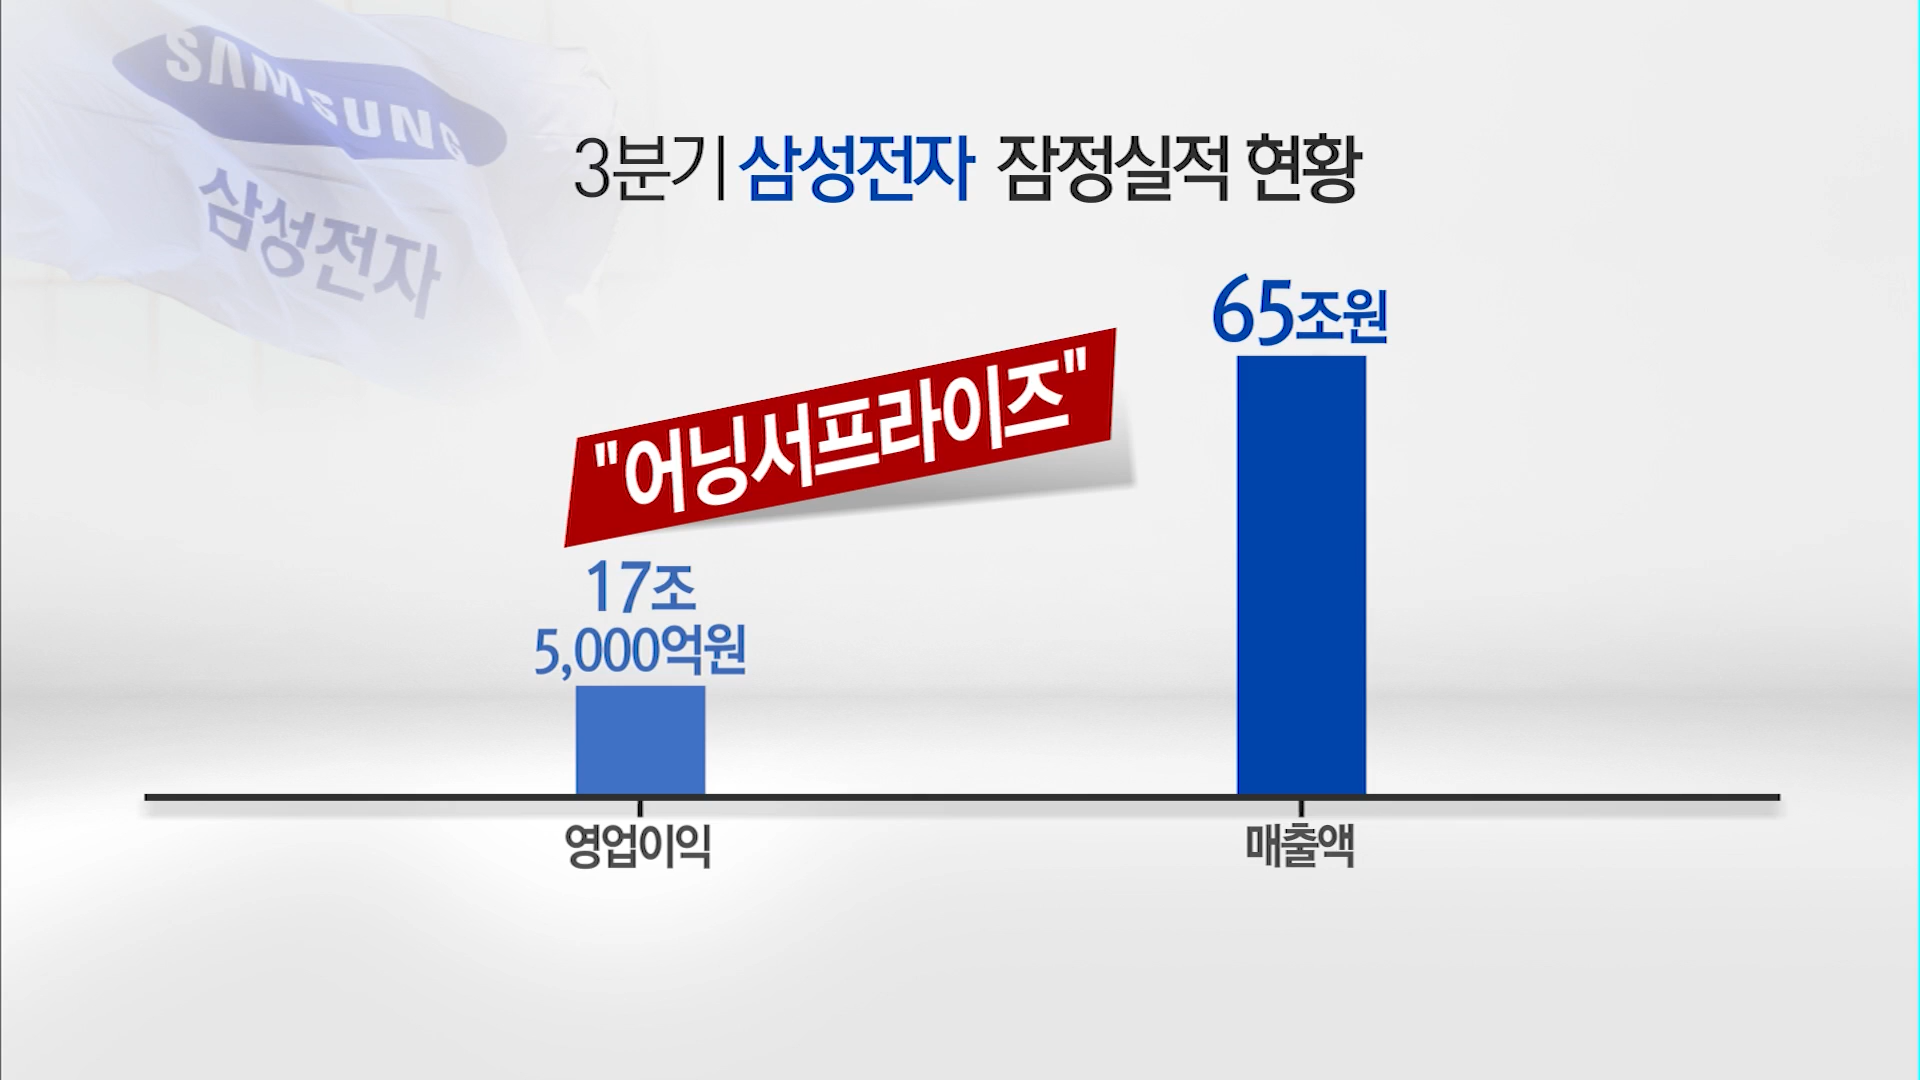 SAMSUNG
삼성전자
3분기 삼성전자 잠정실적 현황
65조원
"어닝서프라이즈"
17조
5,000억원
영업이익
매출액